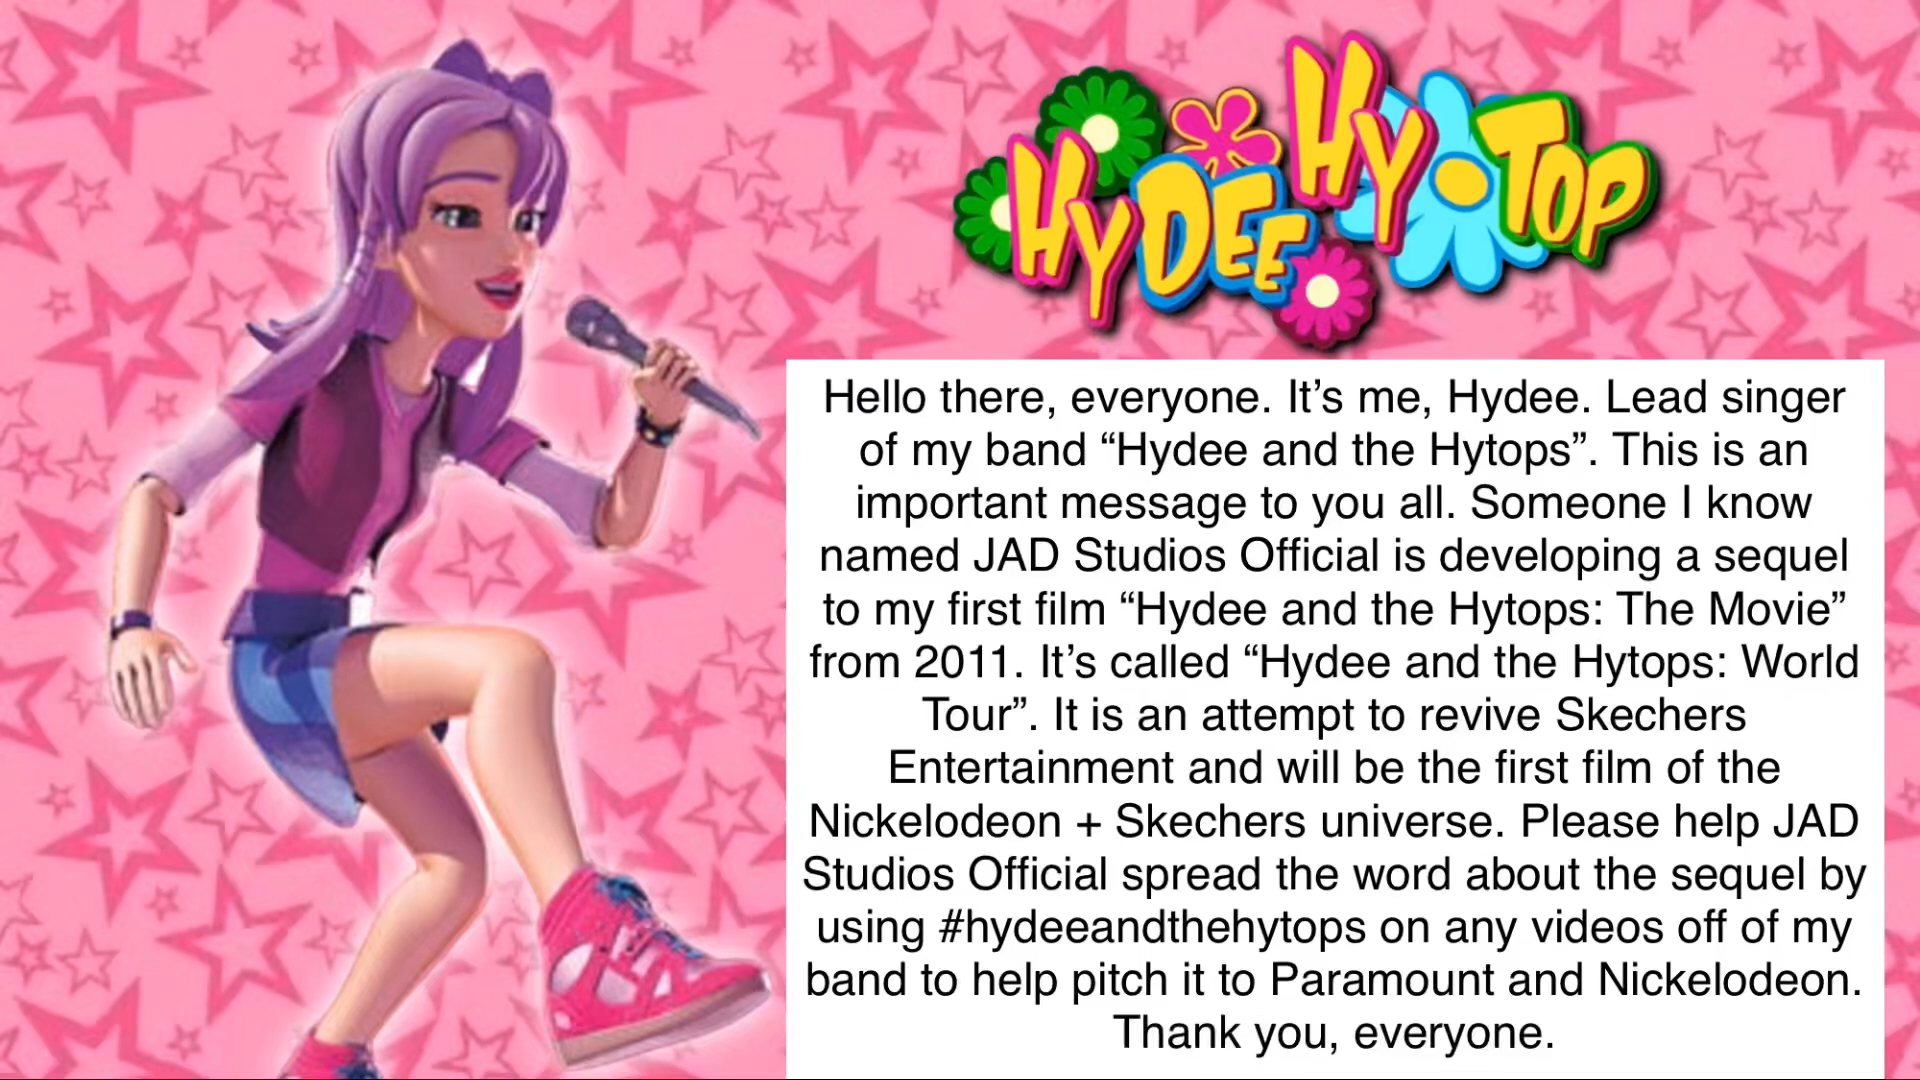 HYDEE HY·TOP
Hello there, everyone. It’s me, Hydee. Lead singer
of my band “Hydee and the Hytops”. This is an
important message to you all. Someone I know
named JAD Studios Official is developing a sequel
to my first film “Hydee and the Hytops: The Movie”
from 2011. It’s called “Hydee and the Hytops: World
Tour”. It is an attempt to revive Skechers
Entertainment and will be the first film of the
Nickelodeon + Skechers universe. Please help JAD
Studios Official spread the word about the sequel by
using #hydeeandthehytops on any videos off of my
band to help pitch it to Paramount and Nickelodeon.
Thank you, everyone.